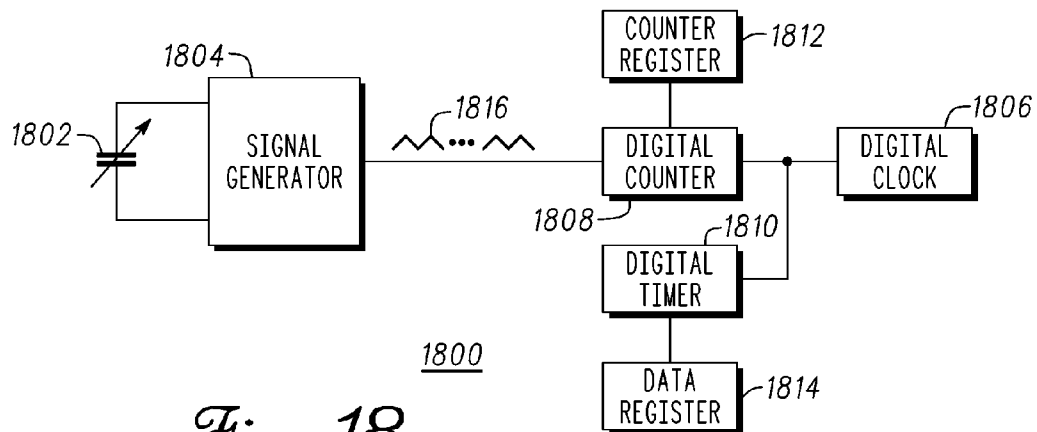 1804
COUNTER
REGISTER
1812
1802
SIGNAL
GENERATOR
1816
DIGITAL
COUNTER
1808
DIGITAL
CLOCK
1806
1810
DIGITAL
TIMER
1800
DATA
REGISTER
1814
18